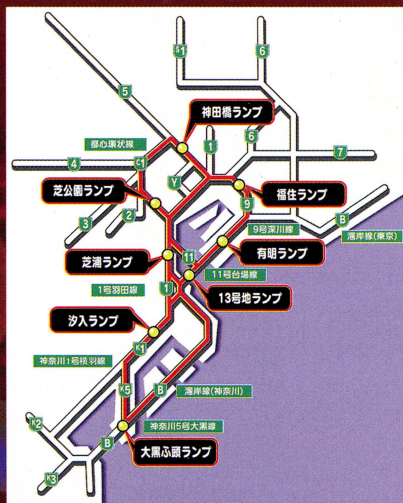 S1
6
5
神田橋ランプ
都心環状線
1
6
4
C1
7
Y
芝公園ランプ
福住ランプ
3
2
9
B
9号深川線
湾岸線(東京)
芝浦ランプ
有明ランプ
11
11号台場線
1号羽田線
1
13号地ランプ
汐入ランプ
K1
神奈川1号横羽線
K5
B
湾岸線(神奈川)
K2
神奈川5号大黒線
B
大黒ふ頭ランプ
K3